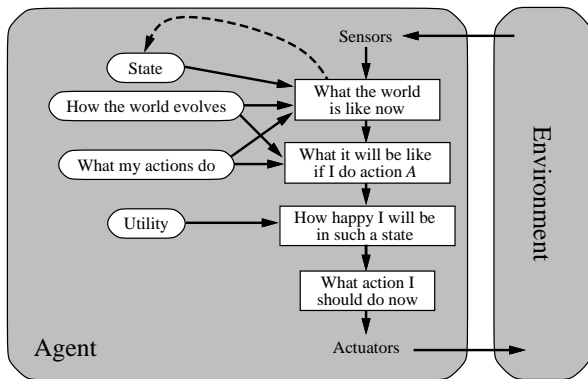 Sensors
State
What the world
is like now
How the world evolves
What it will be like
if I do action A
What my actions do
How happy I will be
in such a state
Utility
What action I
should do now
Agent
Actuators
Environment